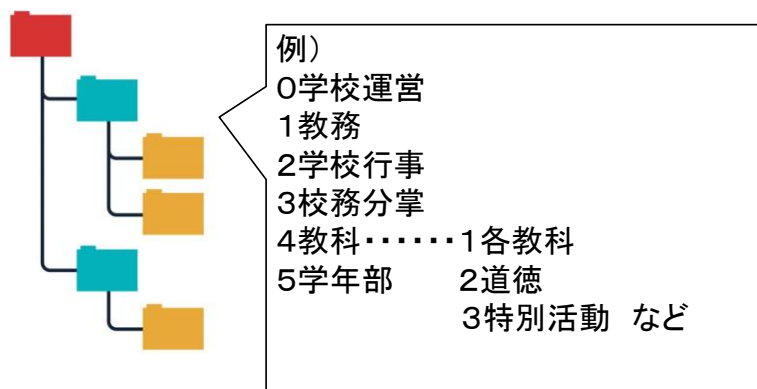 例）
０学校運営
１教務
２学校行事
３校務分掌
４教科・・・・・・１各教科
５学年部　　２道徳
３特別活動　など